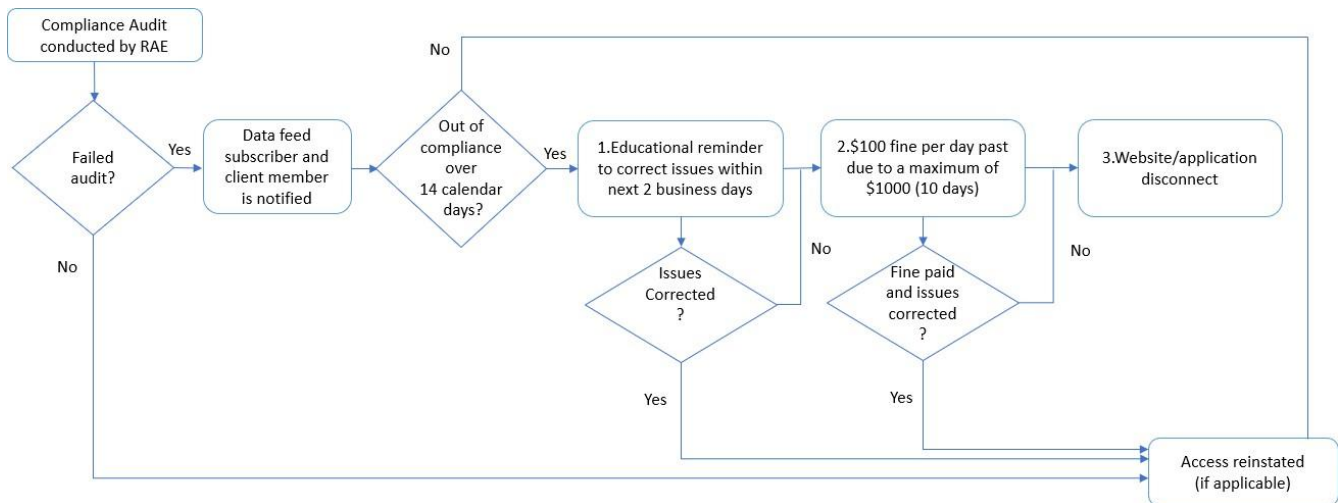 Compliance Audit
conducted by RAE
Failed
audit?
Yes
No
Data feed
subscriber and
client member
is notified
No
Out of
compliance
over
14 calendar
days?
Yes
1.Educational reminder
to correct issues within
next 2 business days
Issues
Corrected
?
No
Yes
2.$100 fine per day past
due to a maximum of
$1000 (10 days)
Fine paid
and issues
corrected
?
No
Yes
3.Website/application
disconnect
Access reinstated
(if applicable)